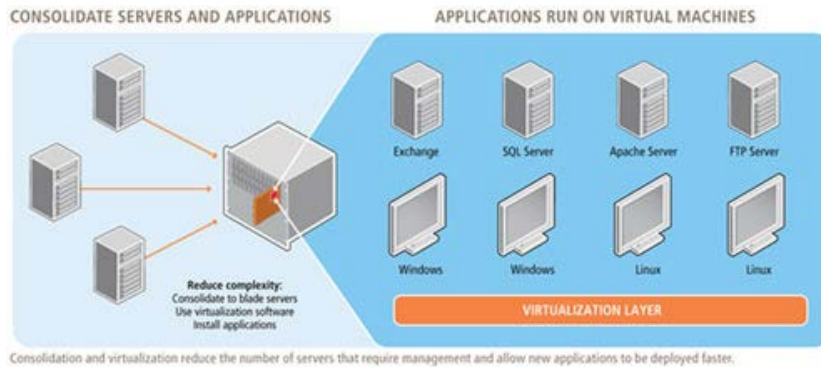 CONSOLIDATE SERVERS AND APPLICATIONS
APPLICATIONS RUN ON VIRTUAL MACHINES
Exchange
SQL Server
Apache Server
FTP Server
Windows
Windows
Linux
Linux
Reduce complexity:
Consolidate to blade servers
Use virtualization software
Install applications
VIRTUALIZATION LAYER
Consolidation and virtualization reduce the number of servers that require management and allow new applications to be deployed faster.